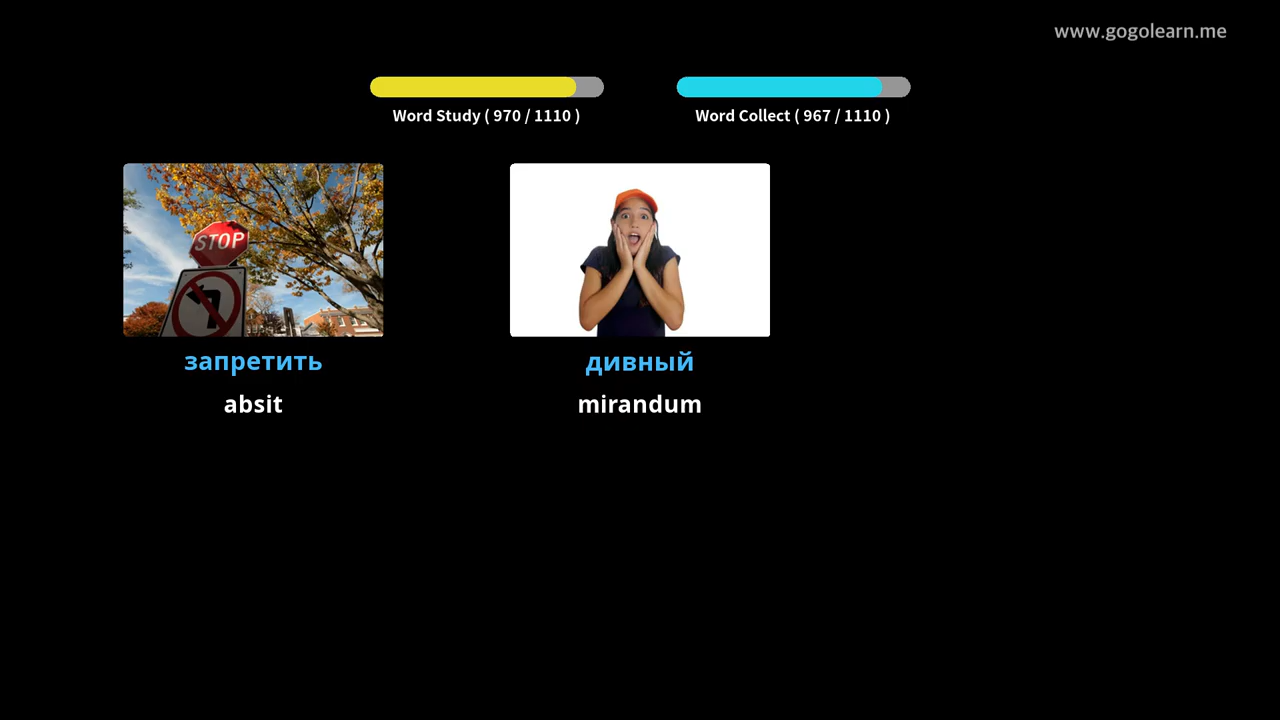 www.gogolearn.me
Word Study ( 970 / 1110 )
Word Collect ( 967 / 1110 )
STOP
запретить
дивный
absit
mirandum